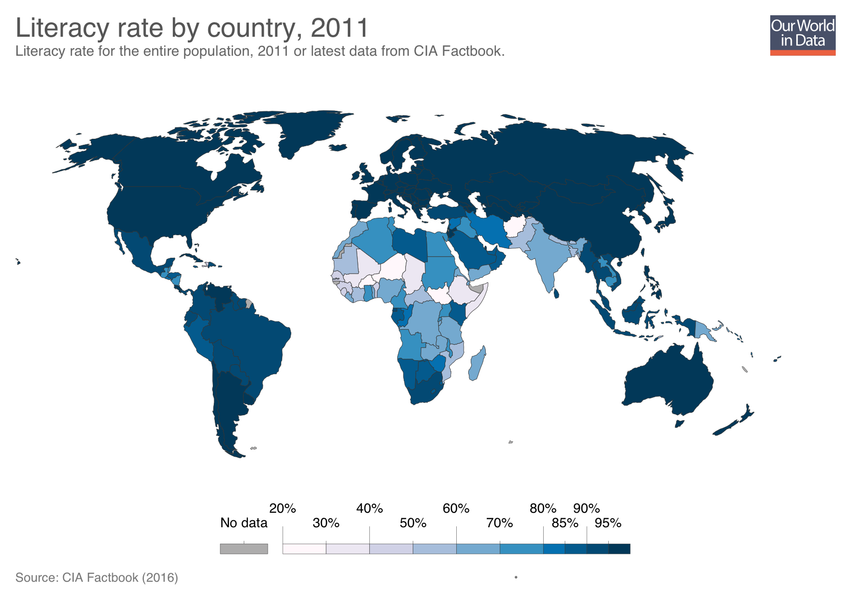 Literacy rate by country, 2011
Literacy rate for the entire population, 2011 or latest data from CIA Factbook.
Our World
in Data
20% 40% 60% 80% 90%
No data 30% 50% 70% 85% 95%
Source: CIA Factbook (2016)